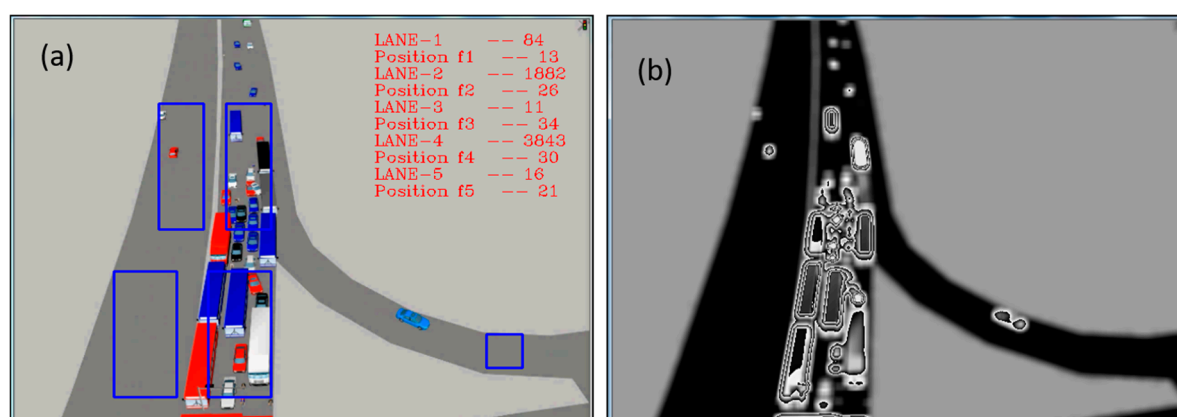 (a)
LANE-1 -- 84
Position f1 -- 13
LANE-2 -- 1882
Position f2 -- 26
LANE-3 -- 11
Position f3 -- 34
LANE-4 -- 3843
Position f4 -- 30
LANE-5 -- 16
Position f5 -- 21
(b)